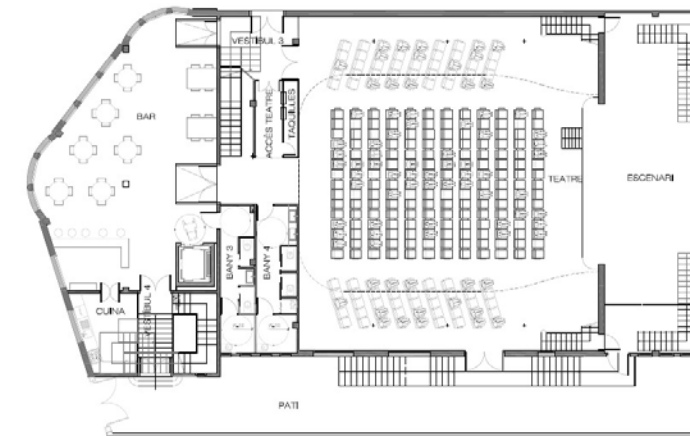 VESTÍBUL 3
BAR
ACCÉS TEATRE
TAQUILLES
TEATRE
ESCENARI
BANY 3
BANY 4
CUINA
VESTÍBUL 4
PATI